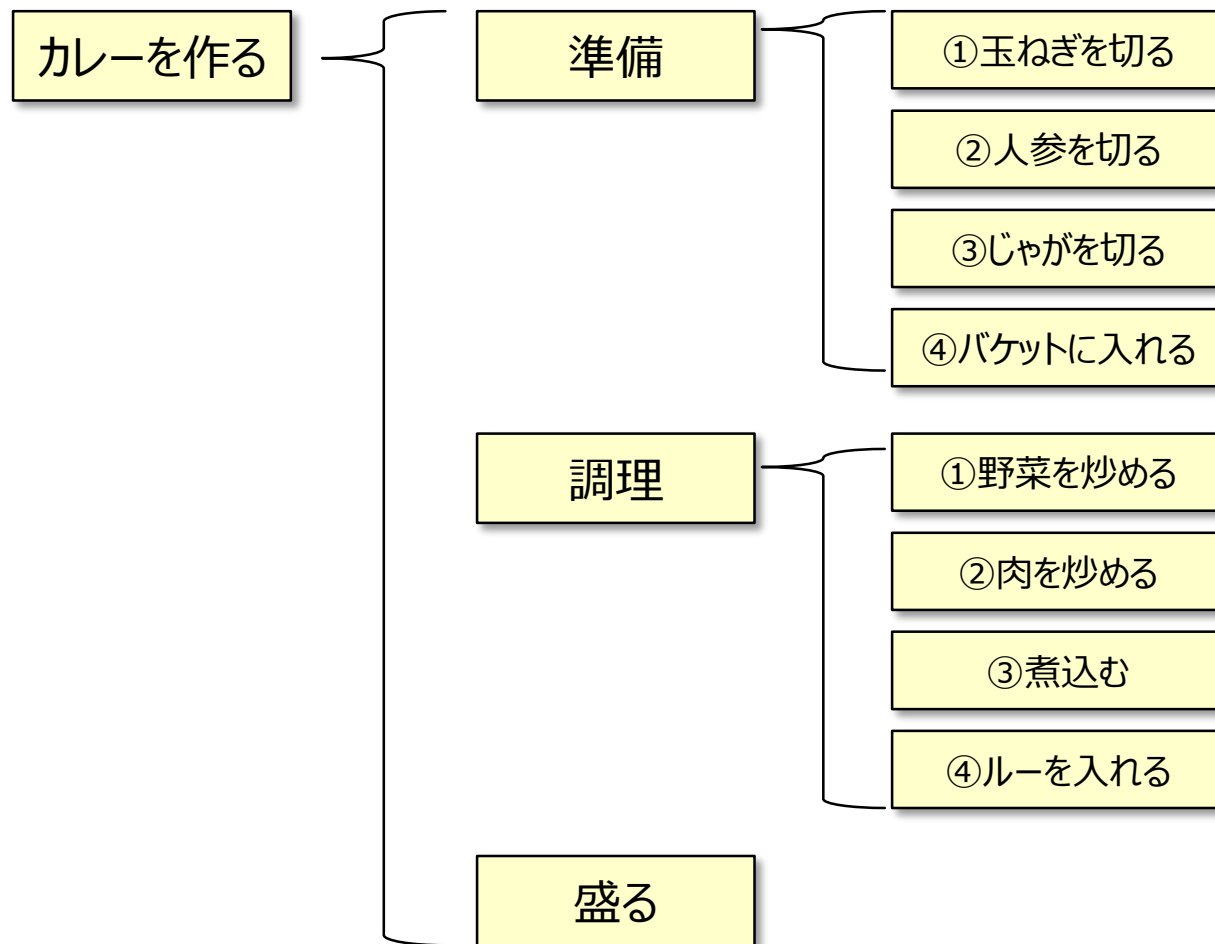 カレーを作る
準備
①玉ねぎを切る
②人参を切る
③じゃがを切る
④バケットに入れる
調理
①野菜を炒める
②肉を炒める
③煮込む
④ルーを入れる
盛る